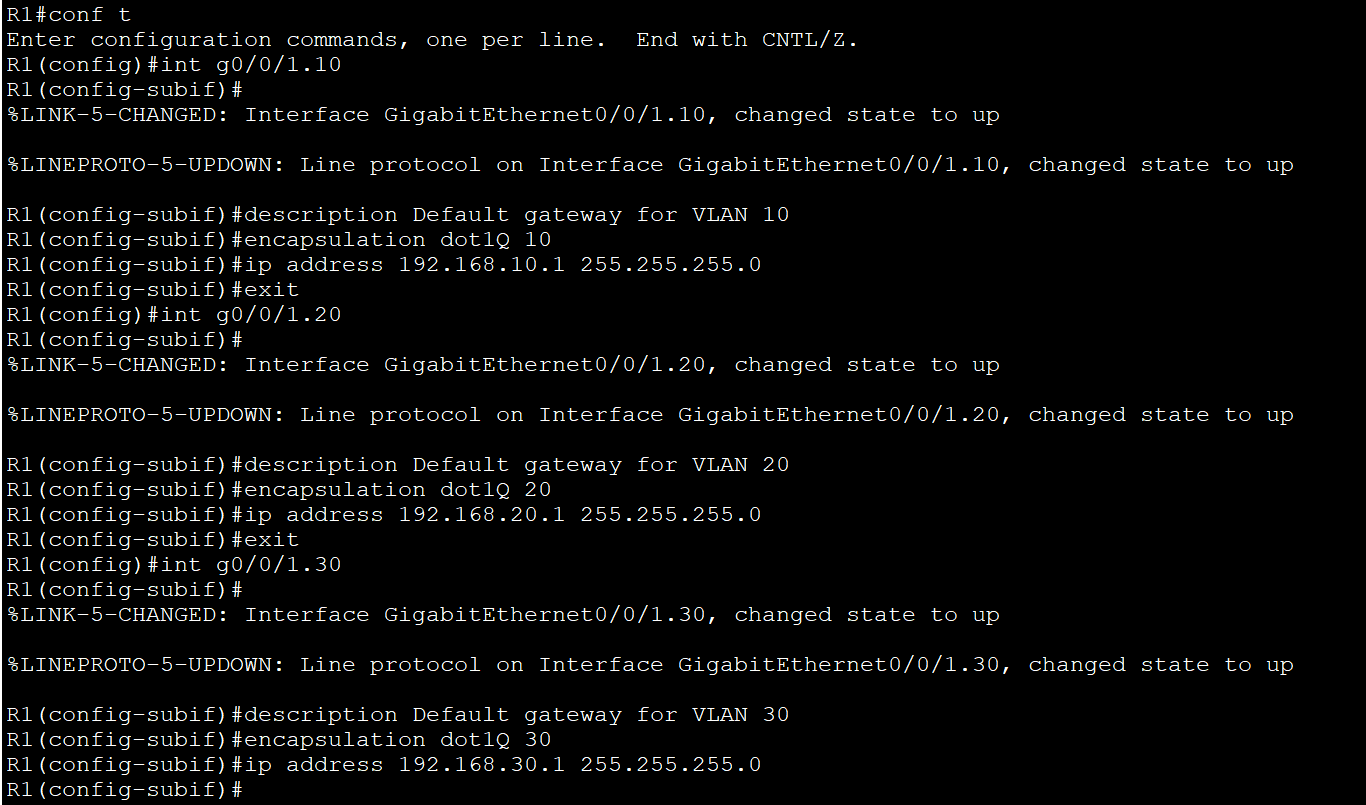 R1#conf t
Enter configuration commands, one per line.  End with CNTL/Z.
R1(config)#int g0/0/1.10
R1(config-subif)#
%LINK-5-CHANGED: Interface GigabitEthernet0/0/1.10, changed state to up
%LINEPROTO-5-UPDOWN: Line protocol on Interface GigabitEthernet0/0/1.10, changed state to up
R1(config-subif)#description Default gateway for VLAN 10
R1(config-subif)#encapsulation dot1Q 10
R1(config-subif)#ip address 192.168.10.1 255.255.255.0
R1(config-subif)#exit
R1(config)#int g0/0/1.20
R1(config-subif)#
%LINK-5-CHANGED: Interface GigabitEthernet0/0/1.20, changed state to up
%LINEPROTO-5-UPDOWN: Line protocol on Interface GigabitEthernet0/0/1.20, changed state to up
R1(config-subif)#description Default gateway for VLAN 20
R1(config-subif)#encapsulation dot1Q 20
R1(config-subif)#ip address 192.168.20.1 255.255.255.0
R1(config-subif)#exit
R1(config)#int g0/0/1.30
R1(config-subif)#
%LINK-5-CHANGED: Interface GigabitEthernet0/0/1.30, changed state to up
%LINEPROTO-5-UPDOWN: Line protocol on Interface GigabitEthernet0/0/1.30, changed state to up
R1(config-subif)#description Default gateway for VLAN 30
R1(config-subif)#encapsulation dot1Q 30
R1(config-subif)#ip address 192.168.30.1 255.255.255.0
R1(config-subif)#